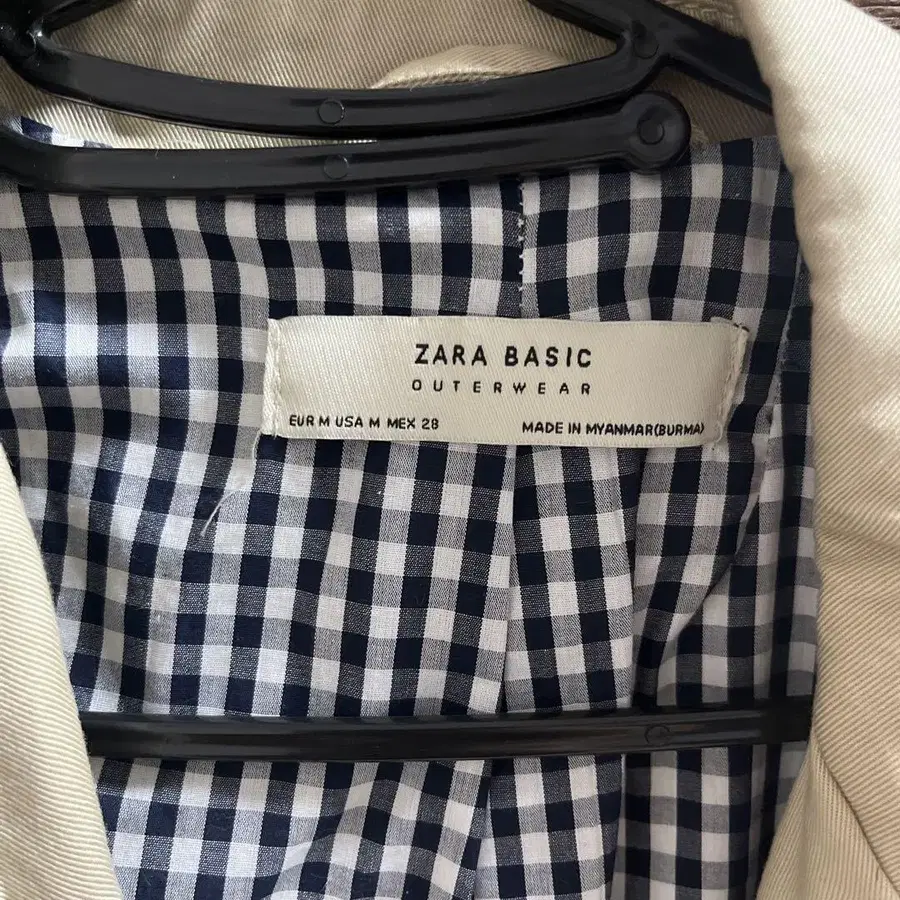 ZARA BASIC
OUTERWEAR
EUR M USA M MEX 28 MADE IN MYANMAR(BURMA)